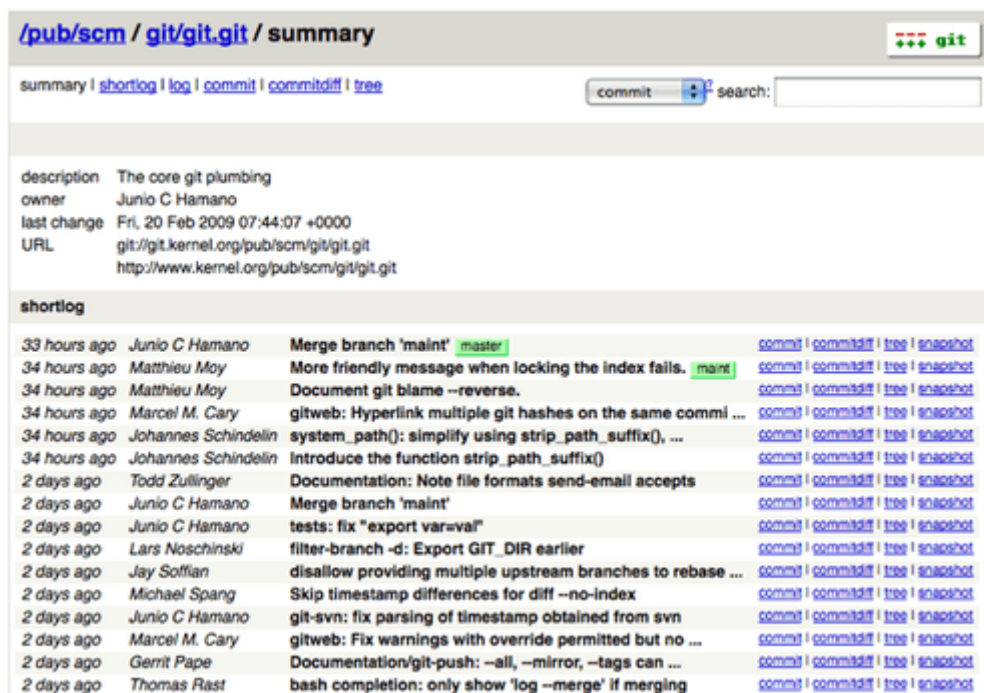 /pub/scm / git/git.git / summary
git
summary | shortlog | log | commit | commitdiff | tree
commit ? search:
description The core git plumbing
owner Junio C Hamano
last change Fri, 20 Feb 2009 07:44:07 +0000
URL git://git.kernel.org/pub/scm/git/git.git
http://www.kernel.org/pub/scm/git/git.git
shortlog
33 hours ago Junio C Hamano Merge branch 'maint' master commit | commitdiff | tree | snapshot
34 hours ago Matthieu Moy More friendly message when locking the index fails. maint commit | commitdiff | tree | snapshot
34 hours ago Matthieu Moy Document git blame --reverse. commit | commitdiff | tree | snapshot
34 hours ago Marcel M. Cary gitweb: Hyperlink multiple git hashes on the same commi ... commit | commitdiff | tree | snapshot
34 hours ago Johannes Schindelin system_path(): simplify using strip_path_suffix(), ... commit | commitdiff | tree | snapshot
34 hours ago Johannes Schindelin Introduce the function strip_path_suffix() commit | commitdiff | tree | snapshot
2 days ago Todd Zullinger Documentation: Note file formats send-email accepts commit | commitdiff | tree | snapshot
2 days ago Junio C Hamano Merge branch 'maint' commit | commitdiff | tree | snapshot
2 days ago Junio C Hamano tests: fix "export var=val" commit | commitdiff | tree | snapshot
2 days ago Lars Noschinski filter-branch -d: Export GIT_DIR earlier commit | commitdiff | tree | snapshot
2 days ago Jay Soffian disallow providing multiple upstream branches to rebase ... commit | commitdiff | tree | snapshot
2 days ago Michael Spang Skip timestamp differences for diff --no-index commit | commitdiff | tree | snapshot
2 days ago Junio C Hamano git-svn: fix parsing of timestamp obtained from svn commit | commitdiff | tree | snapshot
2 days ago Marcel M. Cary gitweb: Fix warnings with override permitted but no ... commit | commitdiff | tree | snapshot
2 days ago Gerrit Pape Documentation/git-push: --all, --mirror, --tags can ... commit | commitdiff | tree | snapshot
2 days ago Thomas Rast bash completion: only show 'log --merge' if merging commit | commitdiff | tree | snapshot